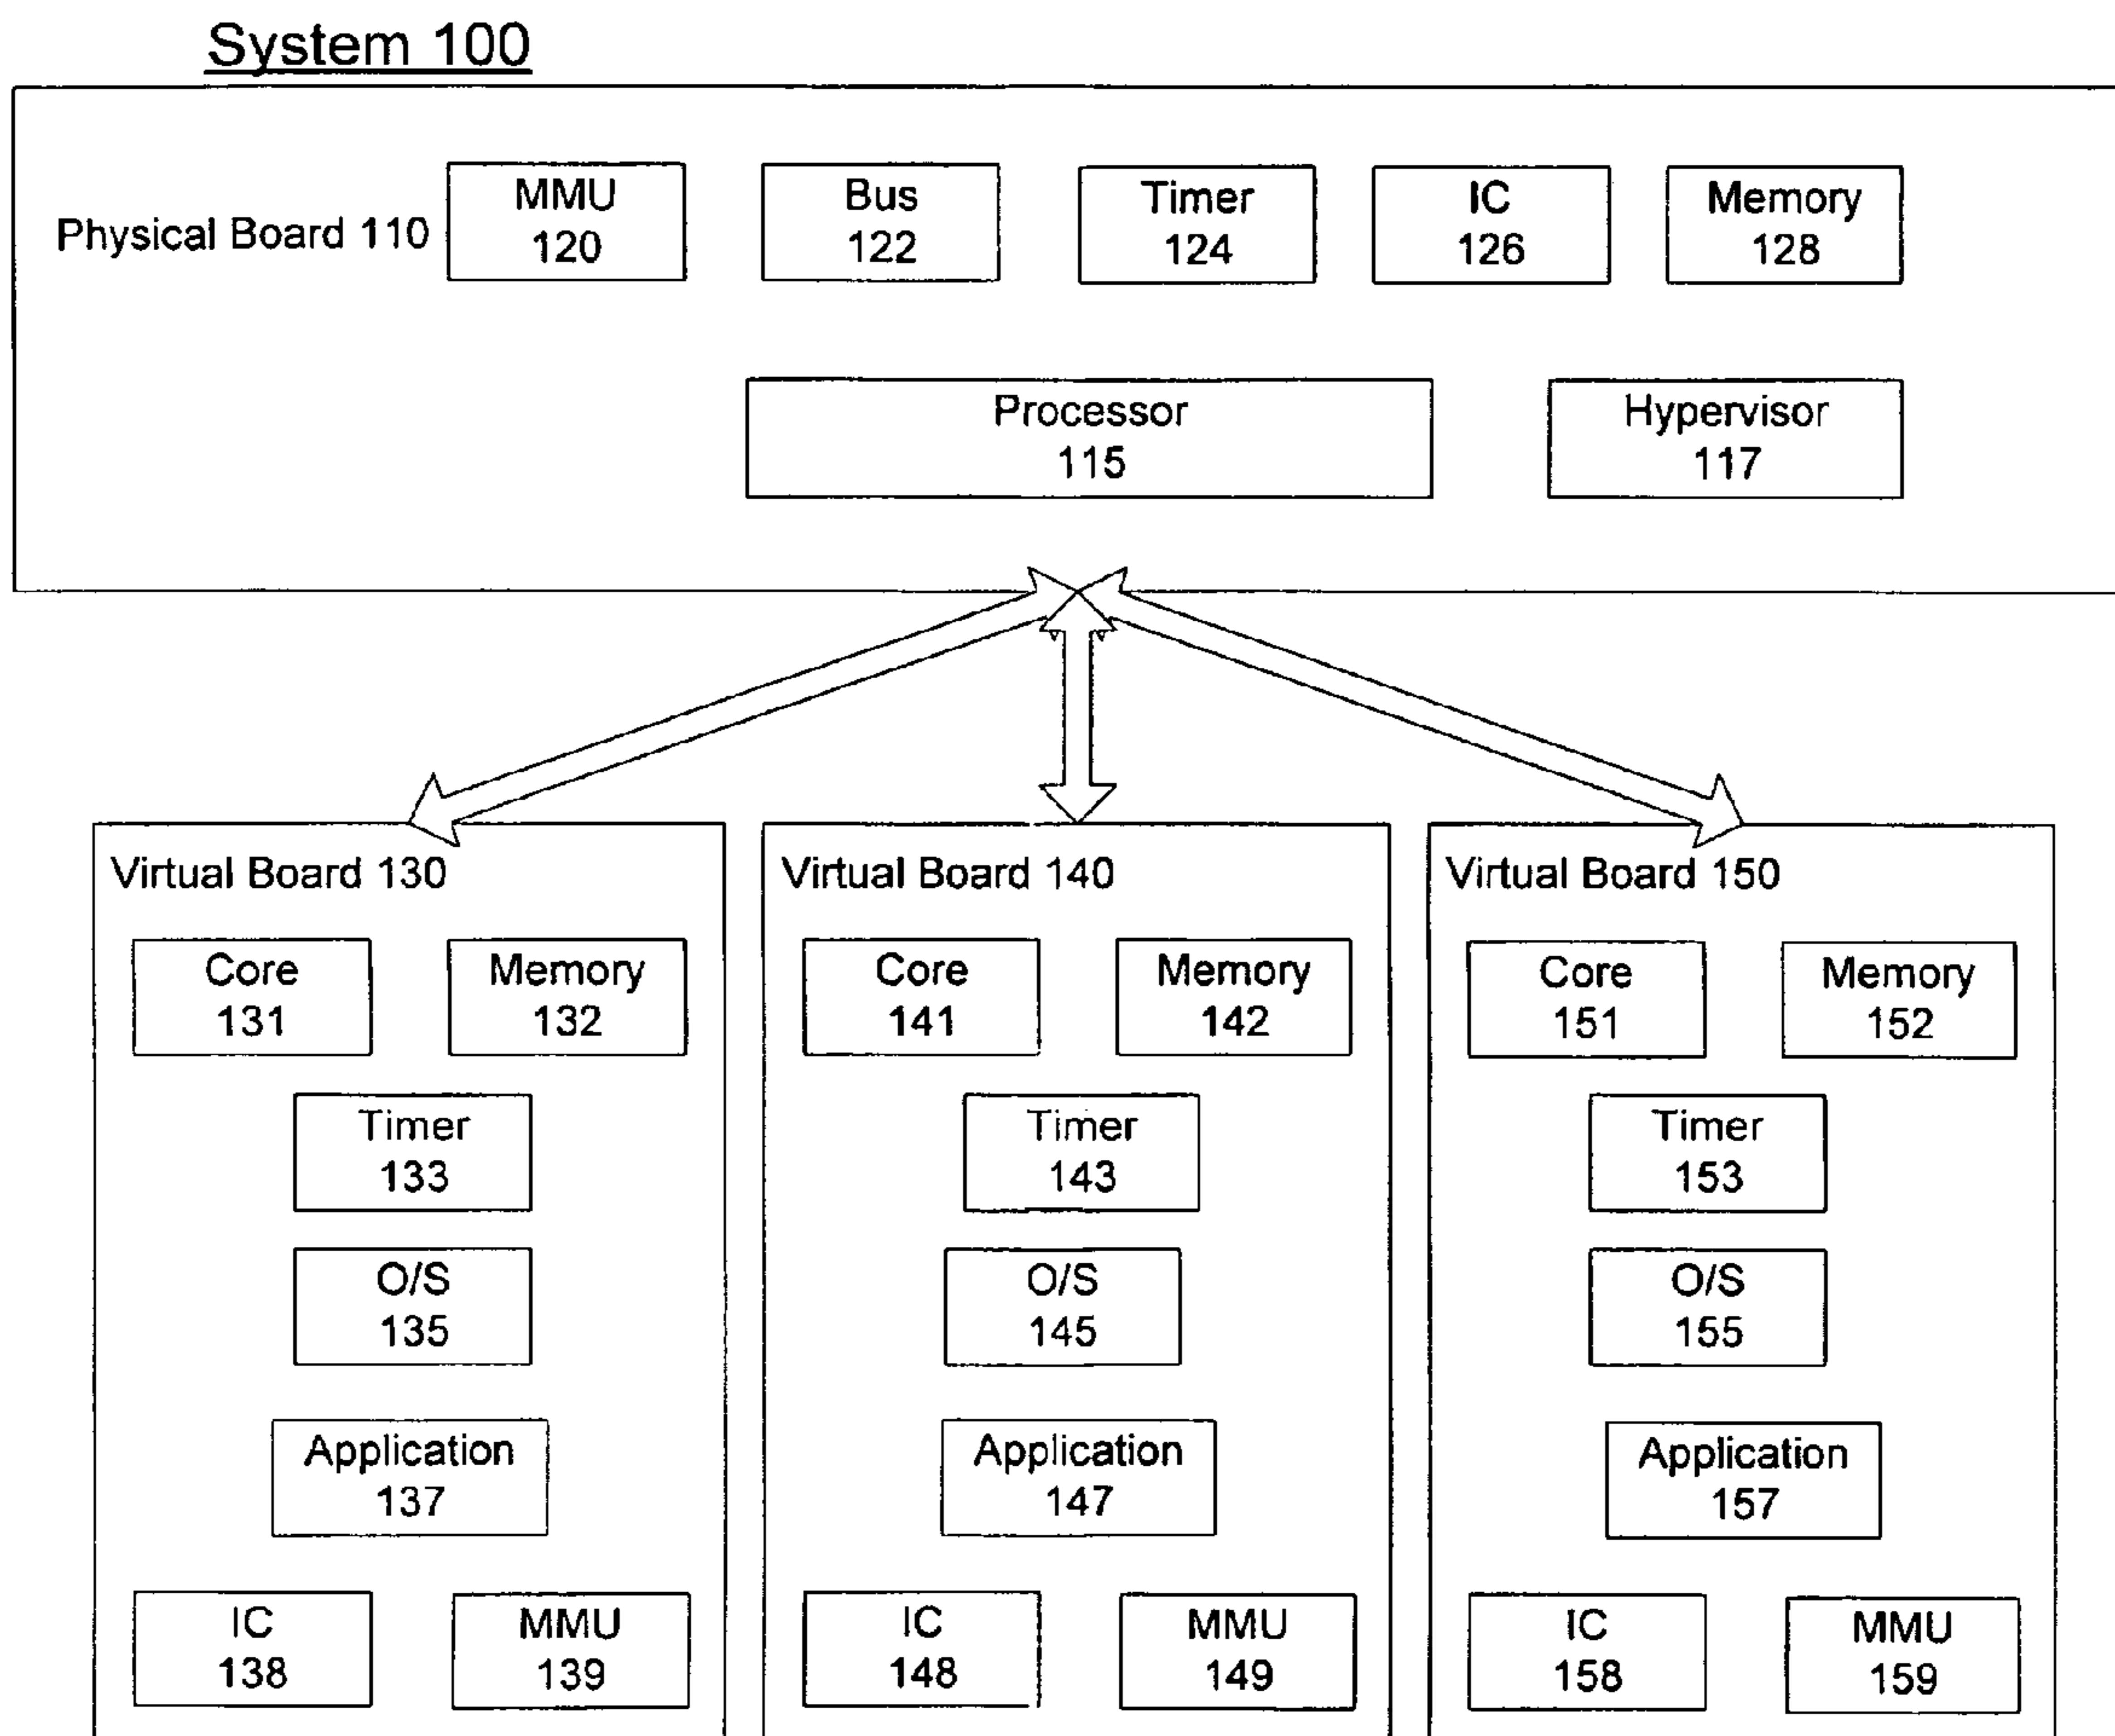 System 100
Physical Board 110
MMU
120
Bus
122
Timer
124
IC
126
Memory
128
Processor
115
Hypervisor
117
Virtual Board 130
Core
131
Memory
132
Timer
133
O/S
135
Application
137
IC
138
MMU
139
Virtual Board 140
Core
141
Memory
142
Timer
143
O/S
145
Application
147
IC
148
MMU
149
Virtual Board 150
Core
151
Memory
152
Timer
153
O/S
155
Application
157
IC
158
MMU
159